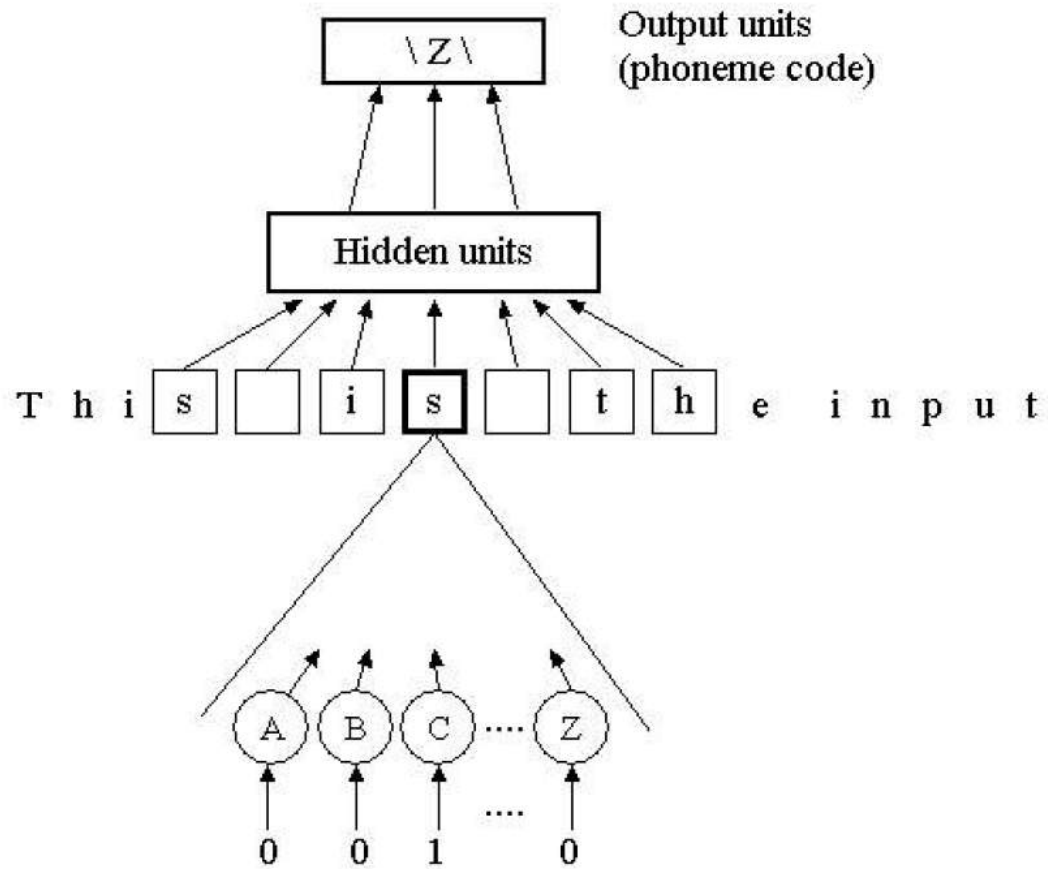 \ Z \
Output units
(phoneme code)
Hidden units
T h i s i s t h e i n p u t
A B C .... Z
0 0 1 .... 0